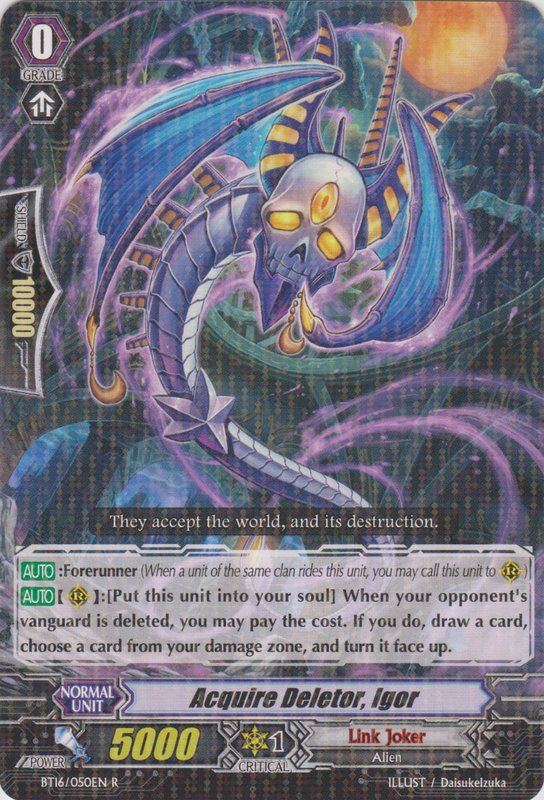 0
GRADE
SHIELD
10000
They accept the world, and its destruction.
AUTO :Forerunner (When a unit of the same clan rides this unit, you may call this unit to R )
AUTO 【 R 】:[Put this unit into your soul] When your opponent's
vanguard is deleted, you may pay the cost. If you do, draw a card,
choose a card from your damage zone, and turn it face up.
NORMAL
UNIT
Acquire Deletor, Igor
POWER
5000
1
CRITICAL
Link Joker
Alien
BT16/050EN R
ILLUST / DaisukeIzuka